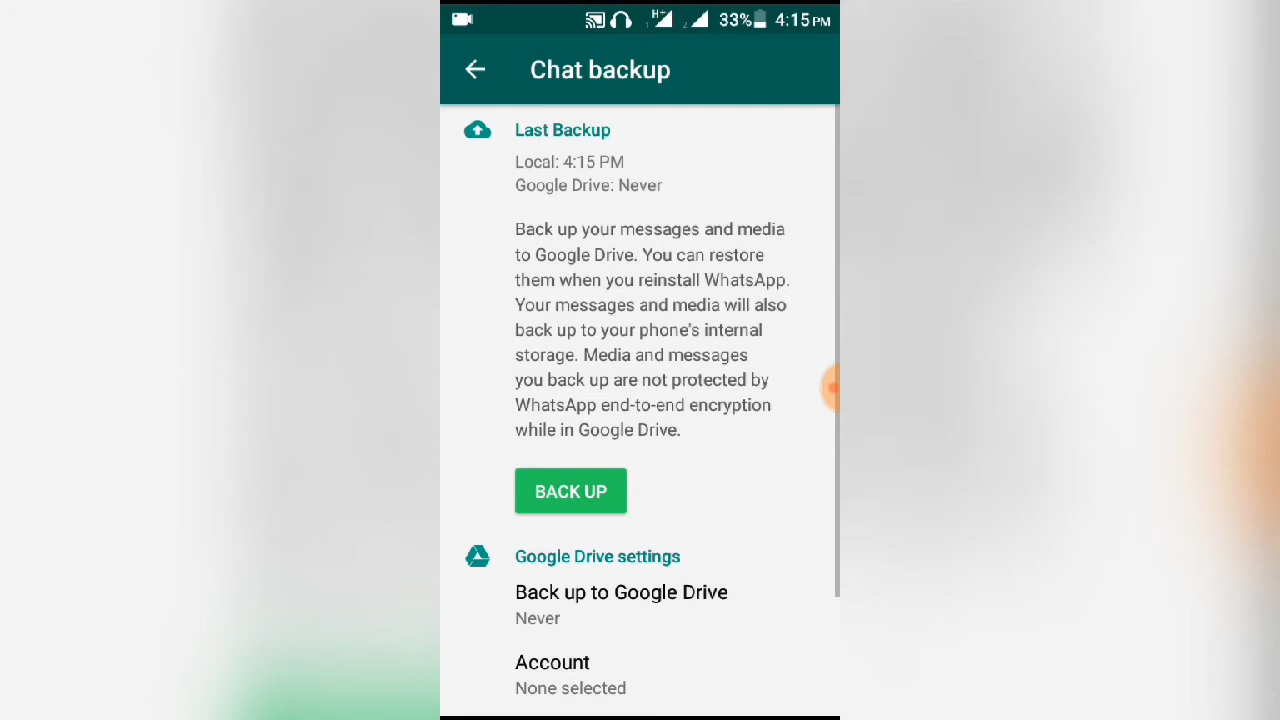 H+ 1 2 33% 4:15 PM
Chat backup
Last Backup
Local: 4:15 PM
Google Drive: Never
Back up your messages and media
to Google Drive. You can restore
them when you reinstall WhatsApp.
Your messages and media will also
back up to your phone's internal
storage. Media and messages
you back up are not protected by
WhatsApp end-to-end encryption
while in Google Drive.
BACK UP
Google Drive settings
Back up to Google Drive
Never
Account
None selected